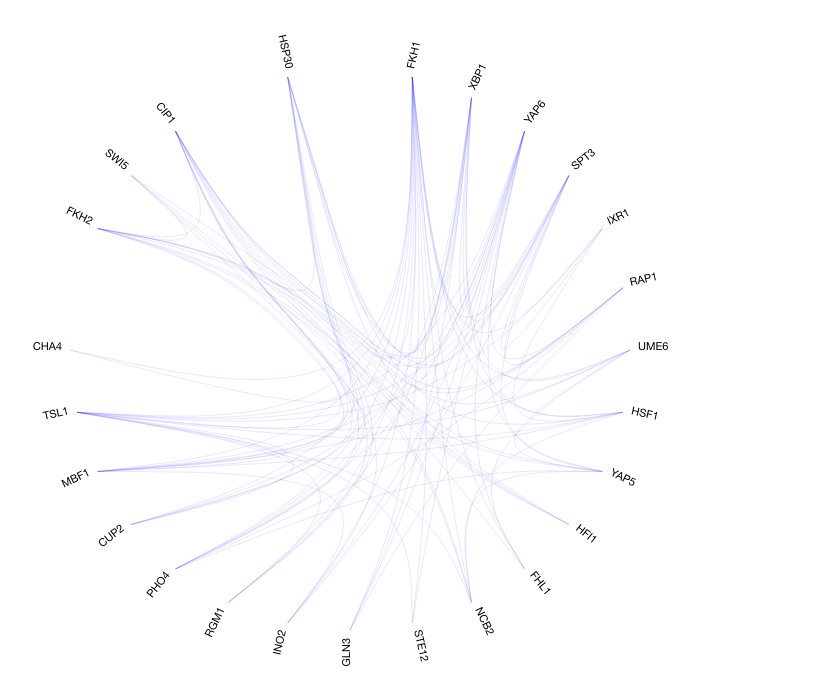 HSP30
FKH1
XBP1
YAP6
SPT3
IXR1
RAP1
UME6
HSF1
YAP5
HFI1
FHL1
NCB2
STE12
GLN3
INO2
RGM1
PHO4
CUP2
MBF1
TSL1
CHA4
FKH2
SWI5
CIP1